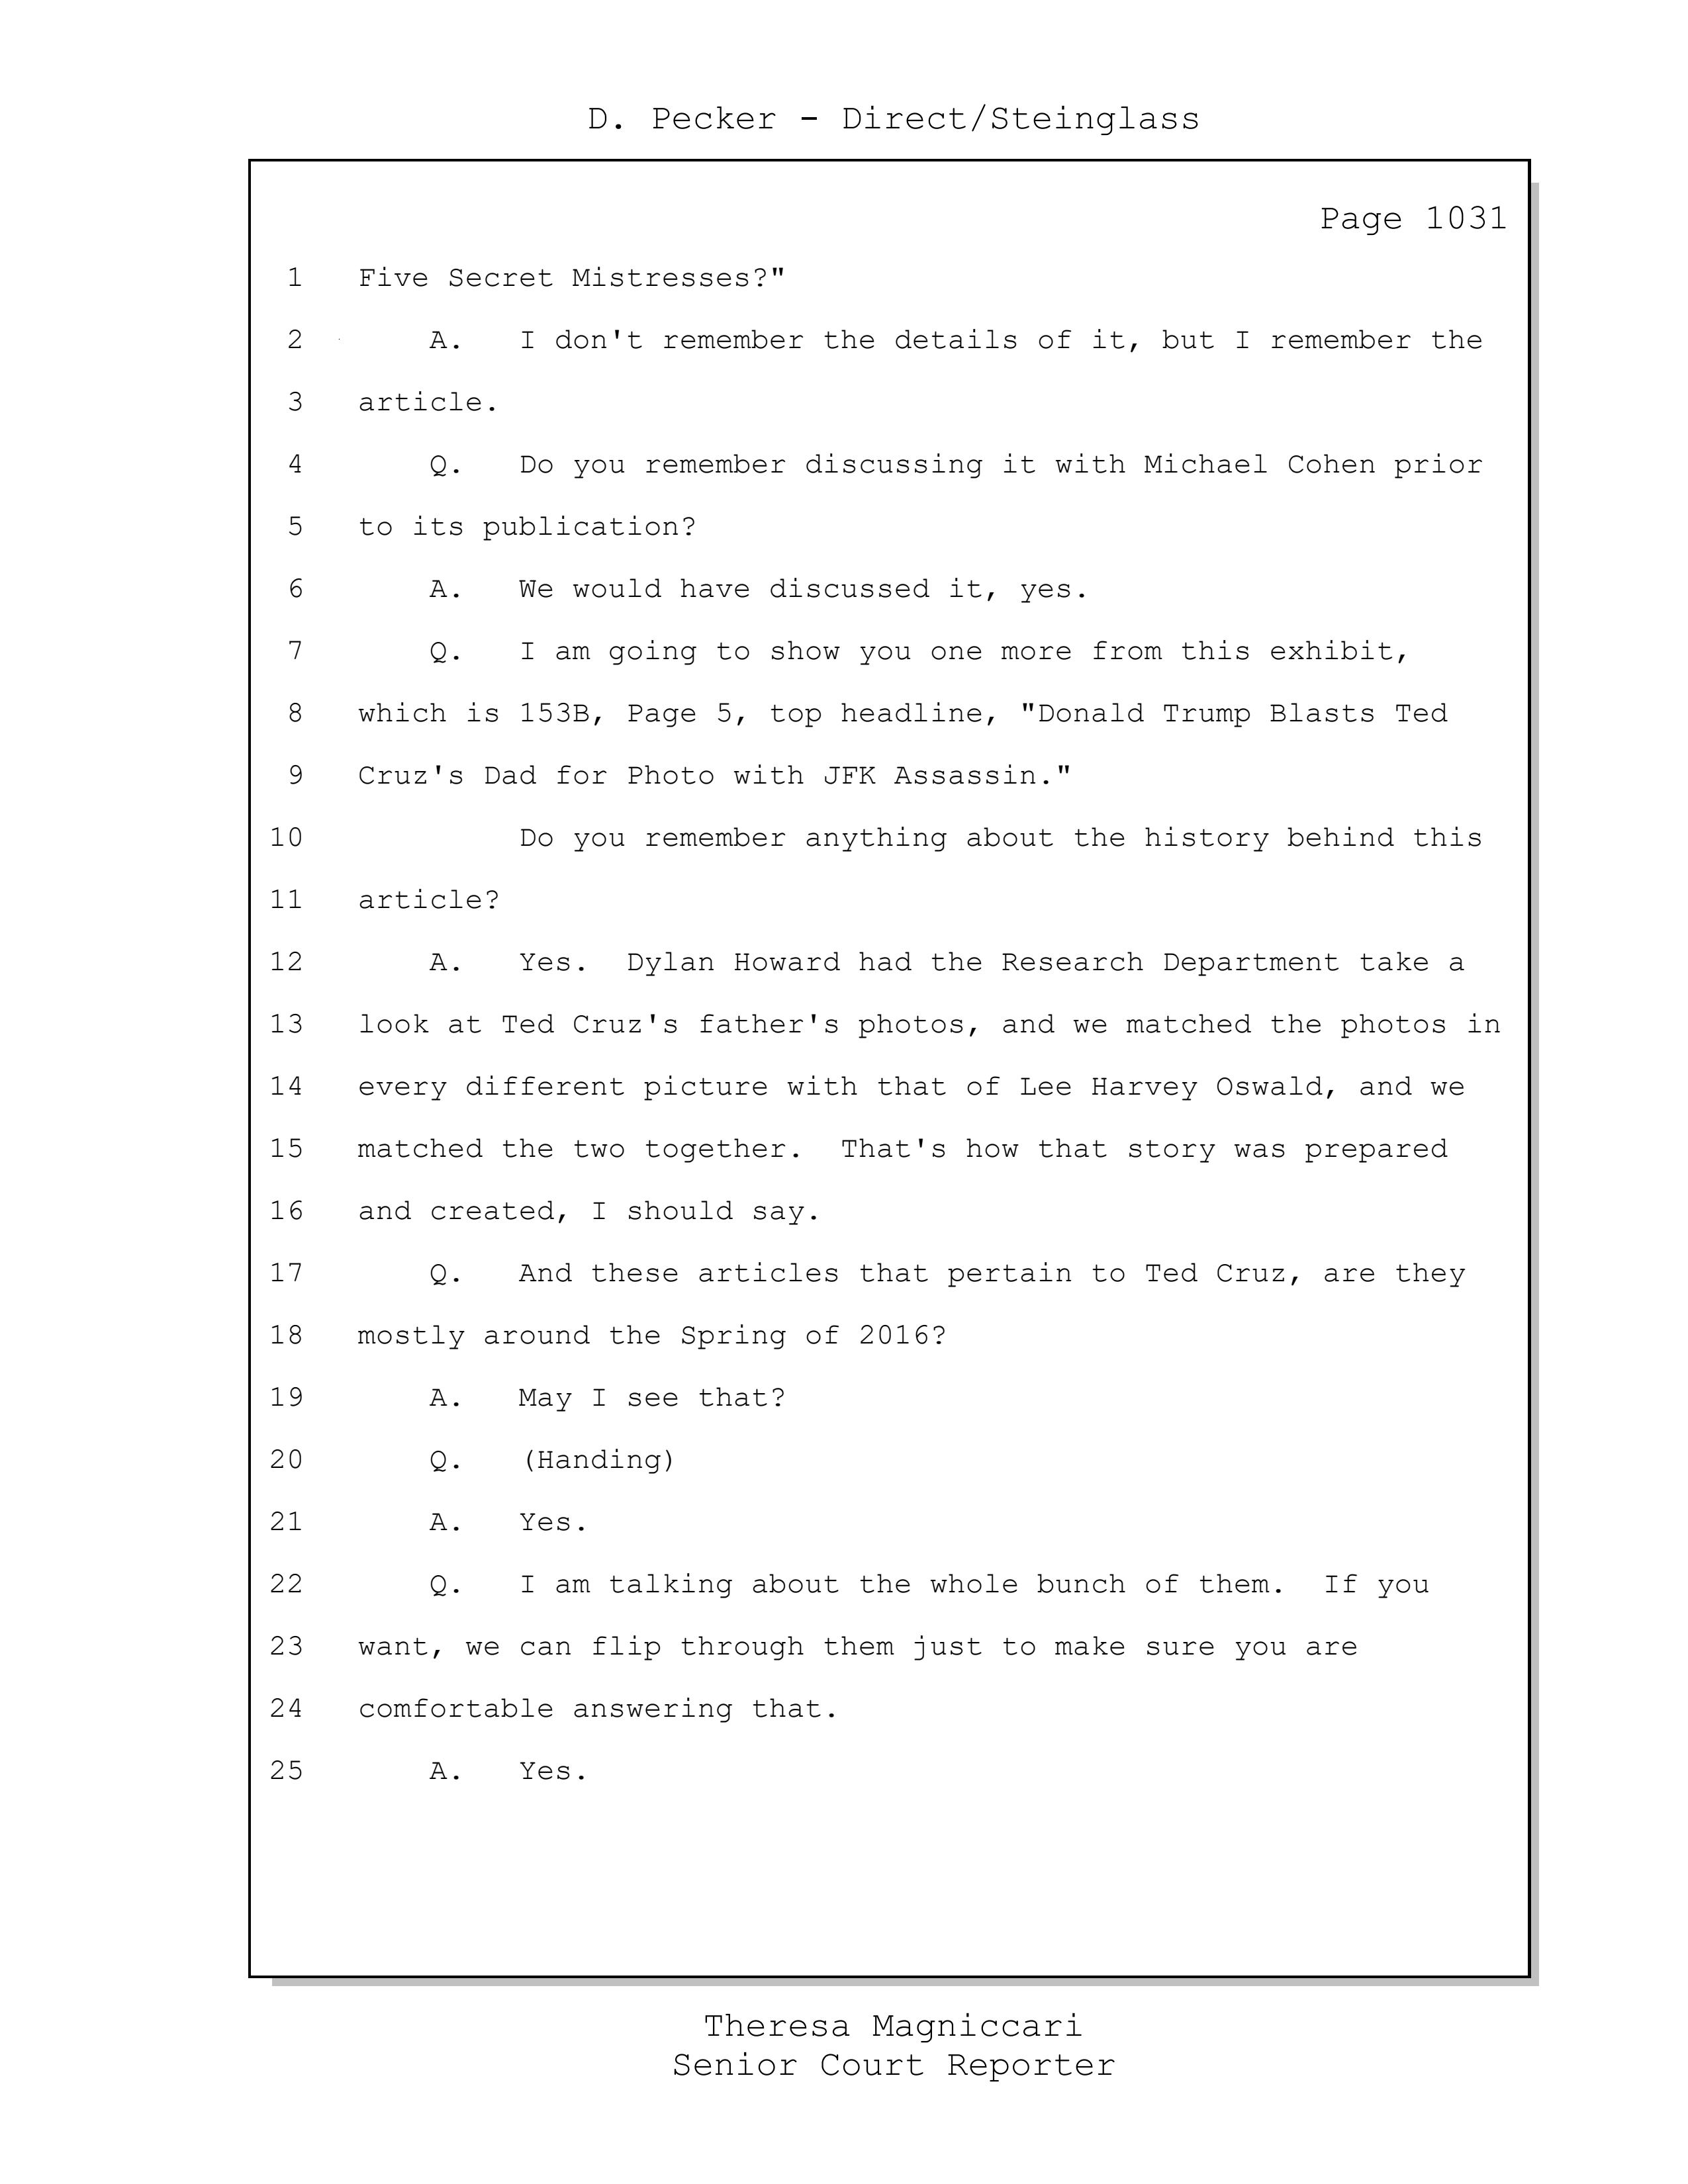 D. Pecker - Direct/Steinglass
Page 1031
1 Five Secret Mistresses?"
2 A. I don't remember the details of it, but I remember the
3 article.
4 Q. Do you remember discussing it with Michael Cohen prior
5 to its publication?
6 A. We would have discussed it, yes.
7 Q. I am going to show you one more from this exhibit,
8 which is 153B, Page 5, top headline, "Donald Trump Blasts Ted
9 Cruz's Dad for Photo with JFK Assassin."
10 Do you remember anything about the history behind this
11 article?
12 A. Yes. Dylan Howard had the Research Department take a
13 look at Ted Cruz's father's photos, and we matched the photos in
14 every different picture with that of Lee Harvey Oswald, and we
15 matched the two together. That's how that story was prepared
16 and created, I should say.
17 Q. And these articles that pertain to Ted Cruz, are they
18 mostly around the Spring of 2016?
19 A. May I see that?
20 Q. (Handing)
21 A. Yes.
22 Q. I am talking about the whole bunch of them. If you
23 want, we can flip through them just to make sure you are
24 comfortable answering that.
25 A. Yes.
Theresa Magniccari
Senior Court Reporter